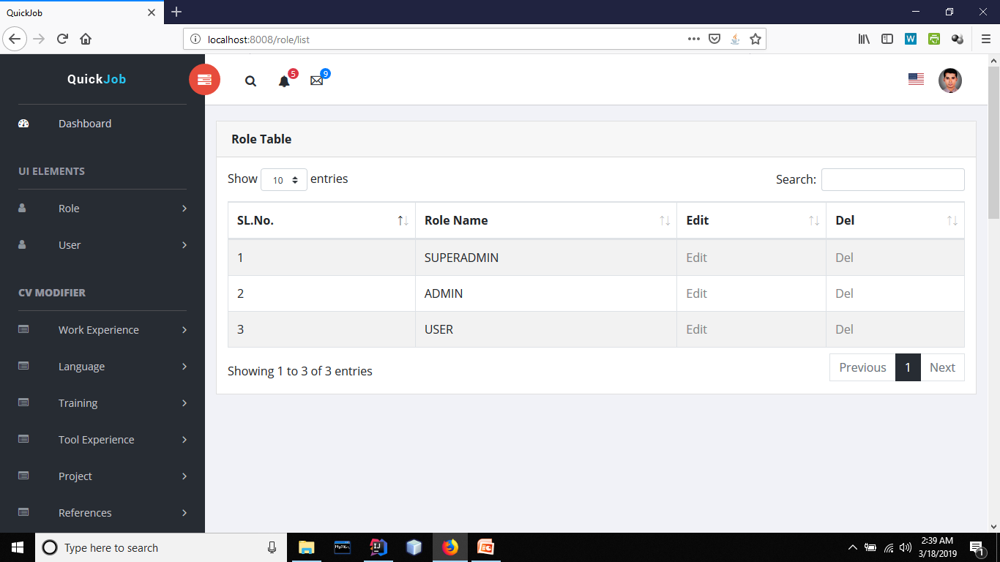 QuickJob
localhost:8008/role/list
W
QuickJob
5
9
Dashboard
UI ELEMENTS
Role
User
CV MODIFIER
Work Experience
Language
Training
Tool Experience
Project
References
Role Table
Show 10 entries Search:
SL.No. Role Name Edit Del
1 SUPERADMIN Edit Del
2 ADMIN Edit Del
3 USER Edit Del
Showing 1 to 3 of 3 entries Previous 1 Next
Type here to search
MySQL
IJ
2:39 AM
3/18/2019
1